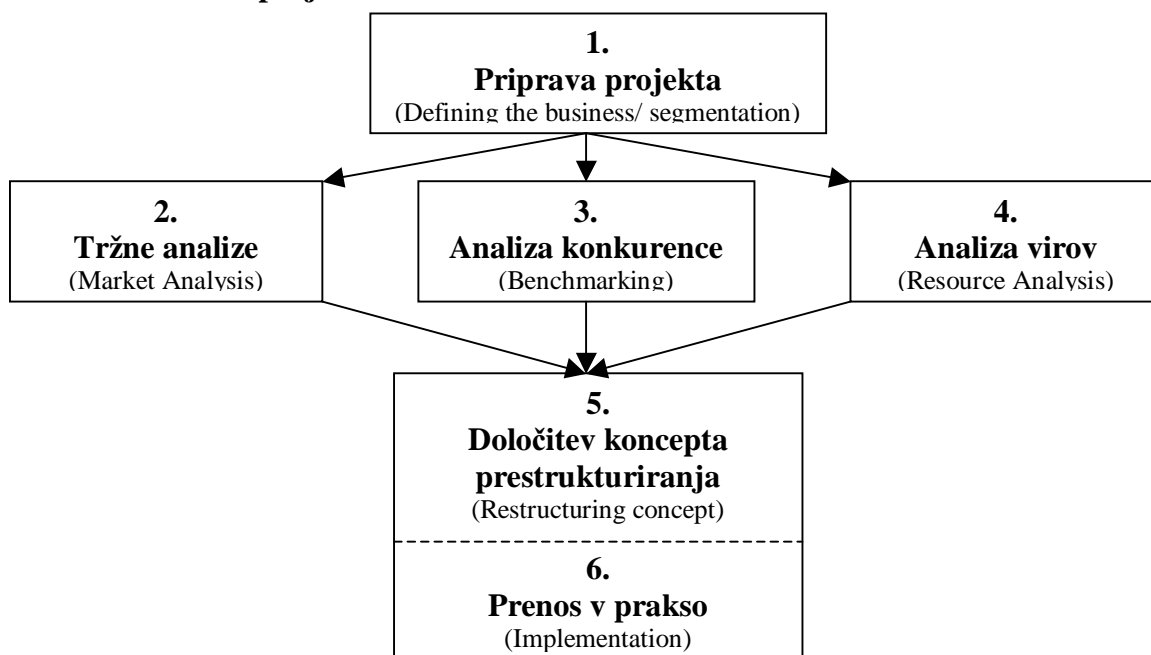 1.
Priprava projekta
(Defining the business/ segmentation)
2.
Tržne analize
(Market Analysis)
3.
Analiza konkurence
(Benchmarking)
4.
Analiza virov
(Resource Analysis)
5.
Določitev koncepta
prestrukturiranja
(Restructuring concept)
6.
Prenos v prakso
(Implementation)